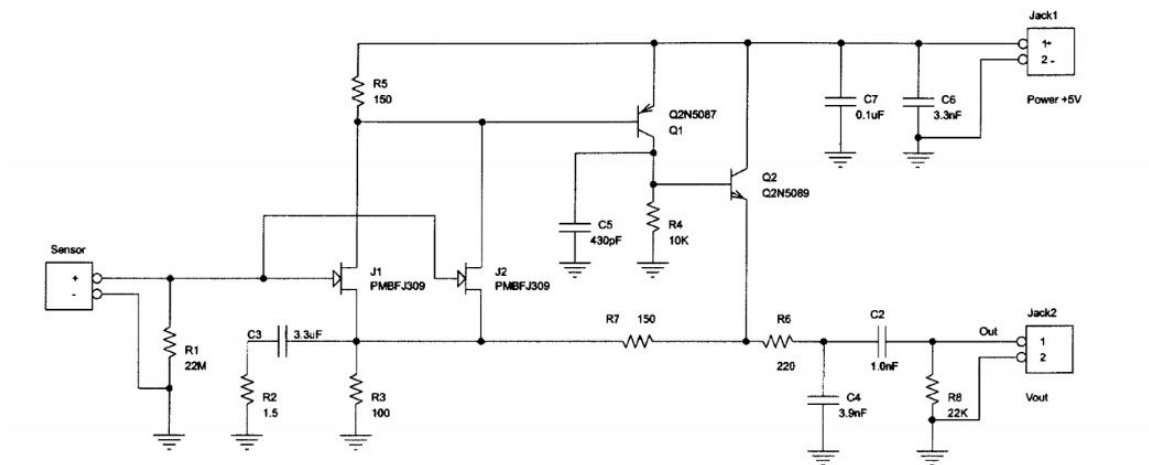 Jack1
1+
2 -
Power +5V
R5
150
Q2N5087
Q1
C7
0.1uF
C6
3.3nF
Q2
Q2N5089
C5
430pF
R4
10K
Sensor
+
-
J1
PMBFJ309
J2
PMBFJ309
R1
22M
C3
3.3uF
R2
1.5
R3
100
R7
150
R6
220
C2
1.0nF
C4
3.9nF
Out
R8
22K
Jack2
1
2
Vout